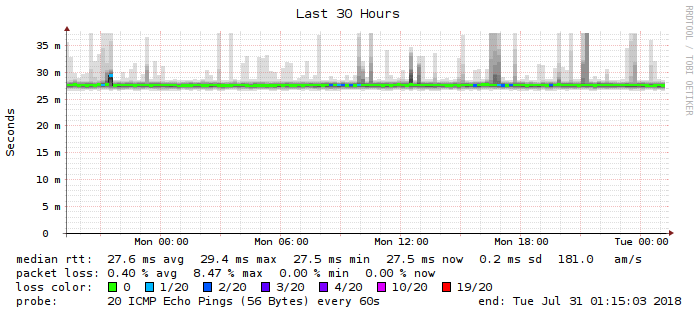 Last 30 Hours
RRDTOOL / TOBI OETIKER
Seconds
35 m
30 m
25 m
20 m
15 m
10 m
5 m
0
Mon 00:00 Mon 06:00 Mon 12:00 Mon 18:00 Tue 00:00
median rtt: 27.6 ms avg 29.4 ms max 27.5 ms min 27.5 ms now 0.2 ms sd 181.0 am/s
packet loss: 0.40 % avg 8.47 % max 0.00 % min 0.00 % now
loss color: 0 1/20 2/20 3/20 4/20 10/20 19/20
probe: 20 ICMP Echo Pings (56 Bytes) every 60s end: Tue Jul 31 01:15:03 2018